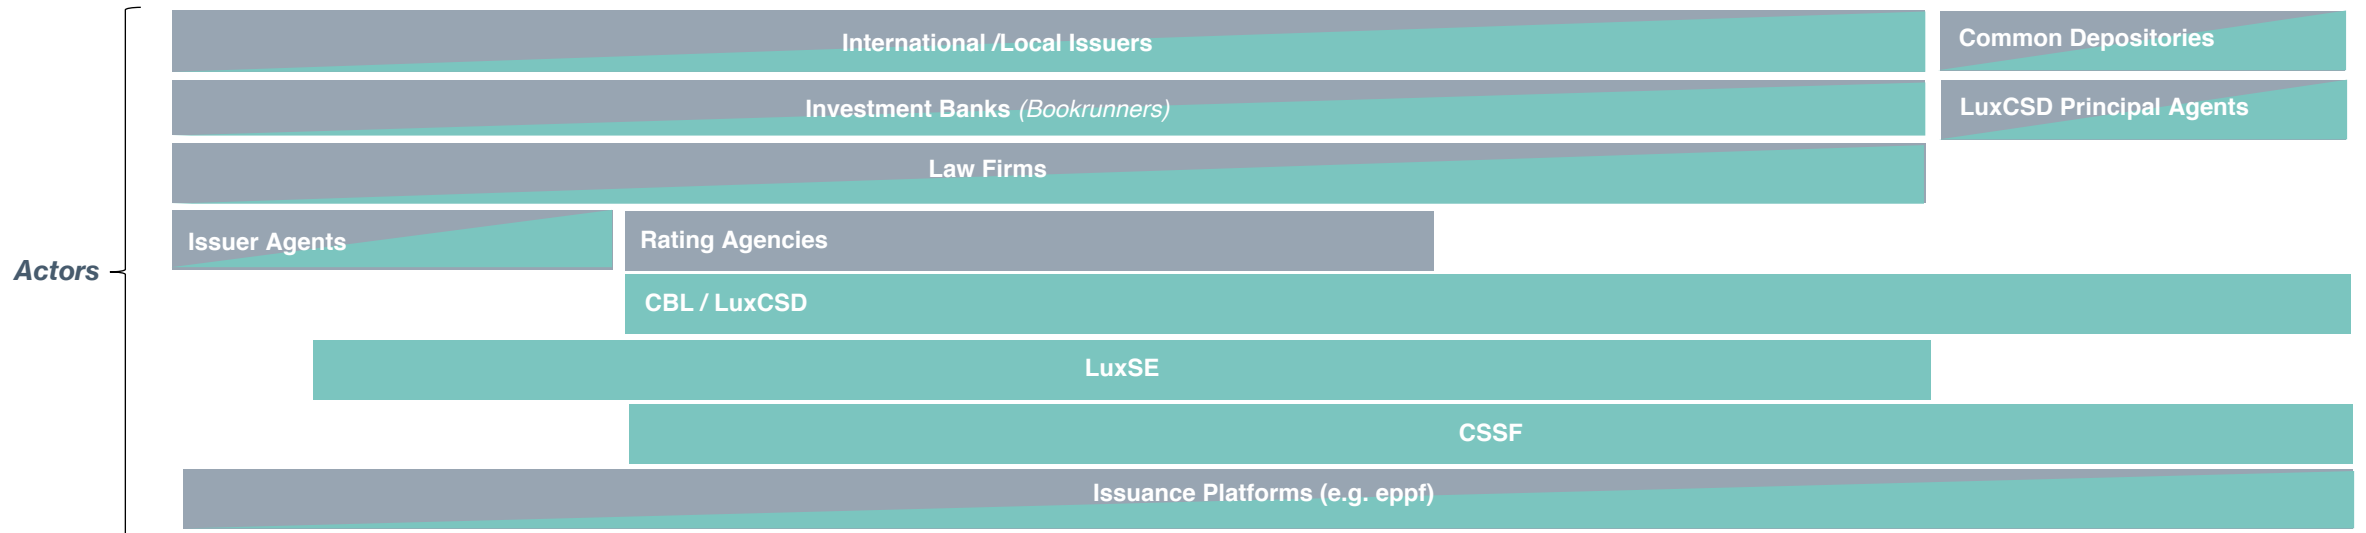 International /Local Issuers
Common Depositories
Investment Banks (Bookrunners)
LuxCSD Principal Agents
Law Firms
Issuer Agents
Rating Agencies
Actors
CBL / LuxCSD
LuxSE
CSSF
Issuance Platforms (e.g. eppf)